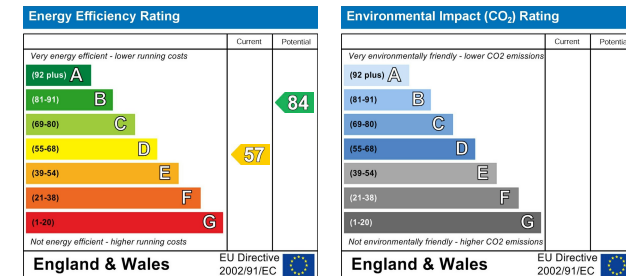 Energy Efficiency Rating
Current Potential
Very energy efficient - lower running costs
(92 plus) A
(81-91) B
84
(69-80) C
(55-68) D
57
(39-54) E
(21-38) F
(1-20) G
Not energy efficient - higher running costs
England & Wales
EU Directive
2002/91/EC
Environmental Impact (CO₂) Rating
Current Potential
Very environmentally friendly - lower CO2 emissions
(92 plus) A
(81-91) B
(69-80) C
(55-68) D
(39-54) E
(21-38) F
(1-20) G
Not environmentally friendly - higher CO2 emissions
England & Wales
EU Directive
2002/91/EC